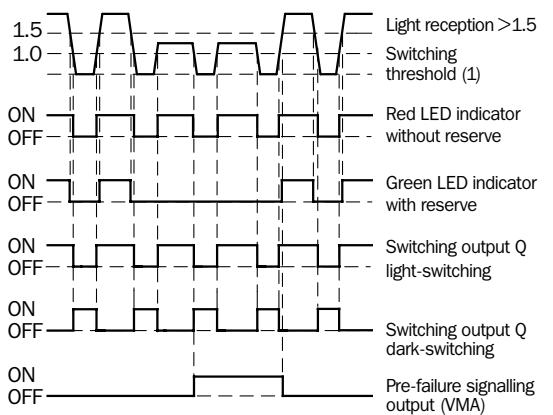 1.5
1.0
Light reception >1.5
Switching
threshold (1)
ON
OFF
Red LED indicator
without reserve
ON
OFF
Green LED indicator
with reserve
ON
OFF
Switching output Q
light-switching
ON
OFF
Switching output Q
dark-switching
ON
OFF
Pre-failure signalling
output (VMA)